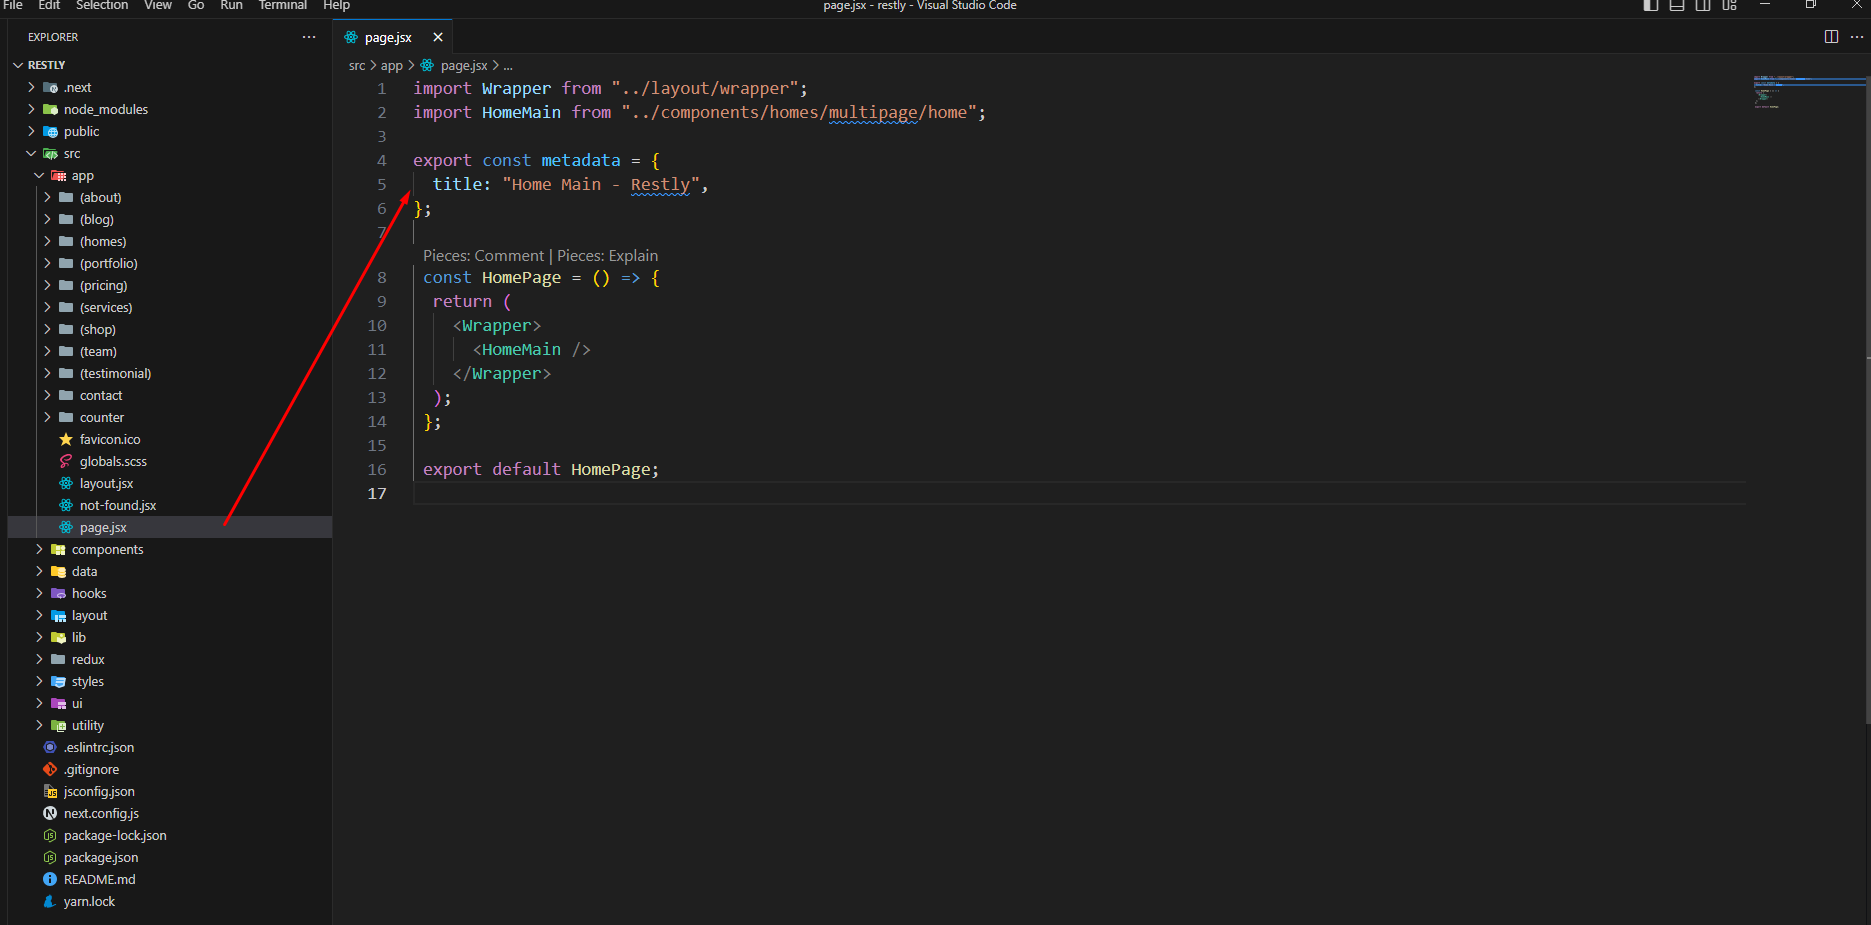 File Edit Selection View Go Run Terminal Help
page.jsx - restly - Visual Studio Code
EXPLORER
RESTLY
.next
node_modules
public
src
app
(about)
(blog)
(homes)
(portfolio)
(pricing)
(services)
(shop)
(team)
(testimonial)
contact
counter
favicon.ico
globals.scss
layout.jsx
not-found.jsx
page.jsx
components
data
hooks
layout
lib
redux
styles
ui
utility
.eslintrc.json
.gitignore
jsconfig.json
next.config.js
package-lock.json
package.json
README.md
yarn.lock
page.jsx
src > app > page.jsx > ...
1 import Wrapper from "../layout/wrapper";
2 import HomeMain from "../components/homes/multipage/home";
3
4 export const metadata = {
5 title: "Home Main - Restly",
6 };
7
Pieces: Comment | Pieces: Explain
8 const HomePage = () => {
9 return (
10 <Wrapper>
11 <HomeMain />
12 </Wrapper>
13 );
14 };
15
16 export default HomePage;
17